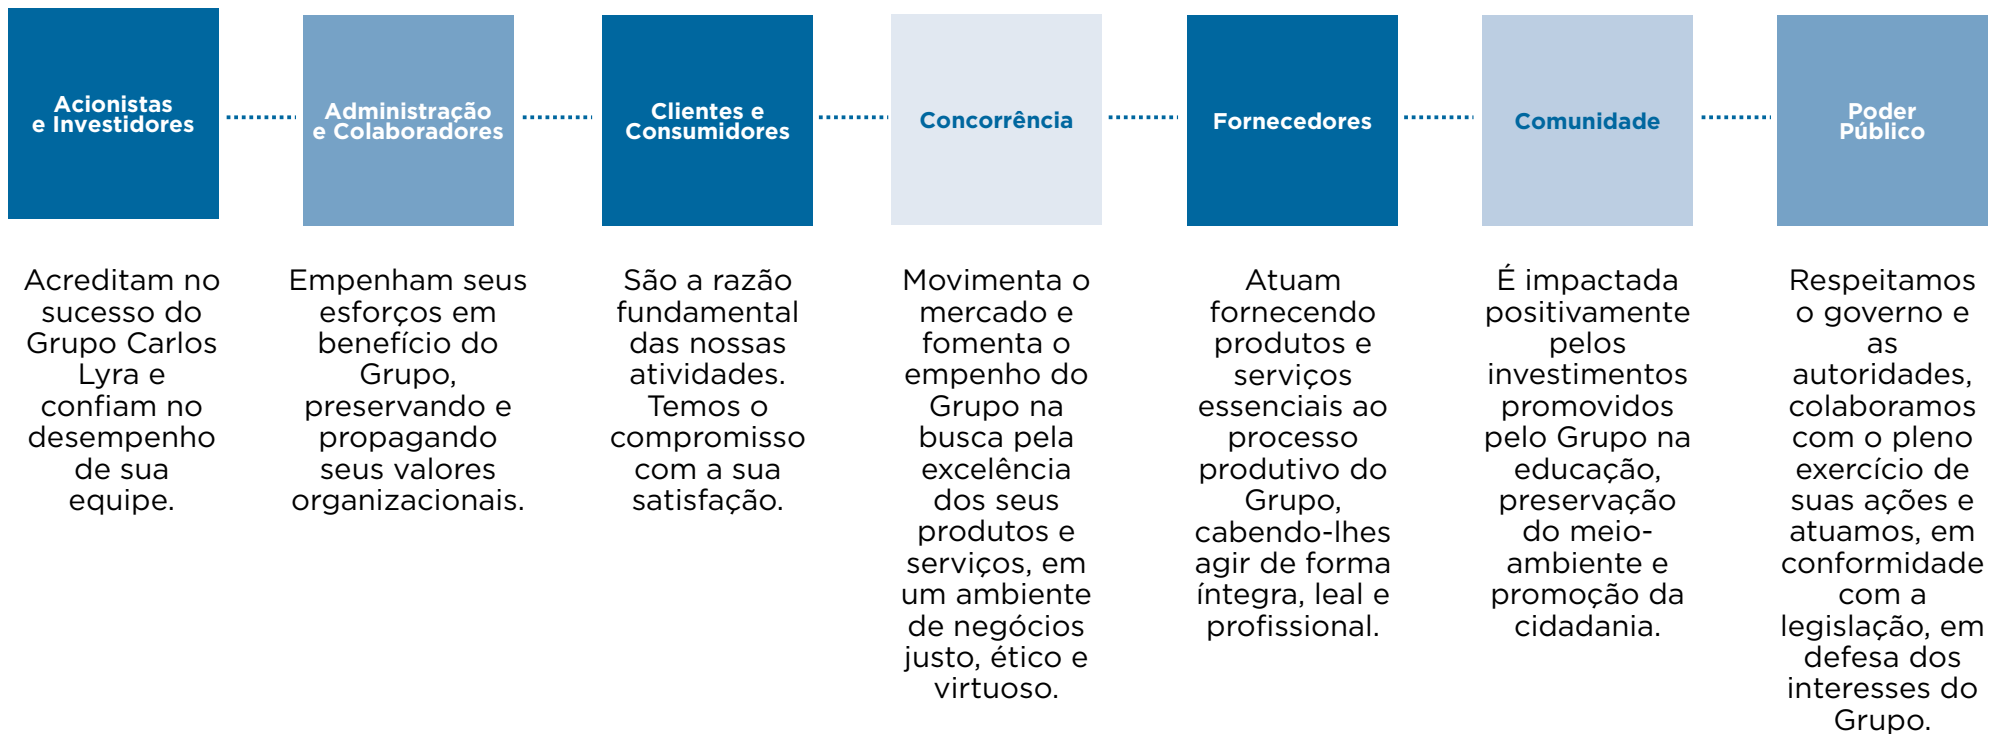 Acionistas
e Investidores
Administração
e Colaboradores
Clientes e
Consumidores
Concorrência
Fornecedores
Comunidade
Poder
Público
Acreditam no
sucesso do
Grupo Carlos
Lyra e
confiam no
desempenho
de sua
equipe.
Empenham seus
esforços em
benefício do
Grupo,
preservando e
propagando
seus valores
organizacionais.
São a razão
fundamental
das nossas
atividades.
Temos o
compromisso
com a sua
satisfação.
Movimenta o
mercado e
fomenta o
empenho do
Grupo na
busca pela
excelência
dos seus
produtos e
serviços, em
um ambiente
de negócios
justo, ético e
virtuoso.
Atuam
fornecendo
produtos e
serviços
essenciais ao
processo
produtivo do
Grupo,
cabendo-lhes
agir de forma
íntegra, leal e
profissional.
É impactada
positivamente
pelos
investimentos
promovidos
pelo Grupo na
educação,
preservação
do meio-
ambiente e
promoção da
cidadania.
Respeitamos
o governo e
as
autoridades,
colaboramos
com o pleno
exercício de
suas ações e
atuamos, em
conformidade
com a
legislação, em
defesa dos
interesses do
Grupo.